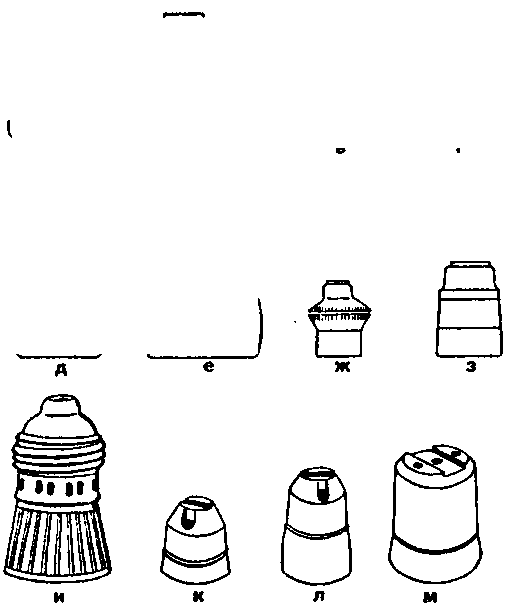 д е ж з
и к л м